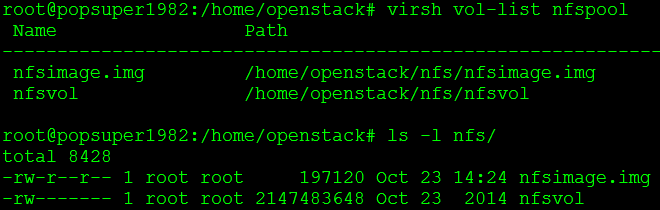 root@popsuper1982:/home/openstack# virsh vol-list nfspool
 Name                 Path
-----------------------------------------------------------
 nfsimage.img         /home/openstack/nfs/nfsimage.img
 nfsvol               /home/openstack/nfs/nfsvol

root@popsuper1982:/home/openstack# ls -l nfs/
total 8428
-rw-r--r-- 1 root root     197120 Oct 23 14:24 nfsimage.img
-rw------- 1 root root 2147483648 Oct 23  2014 nfsvol